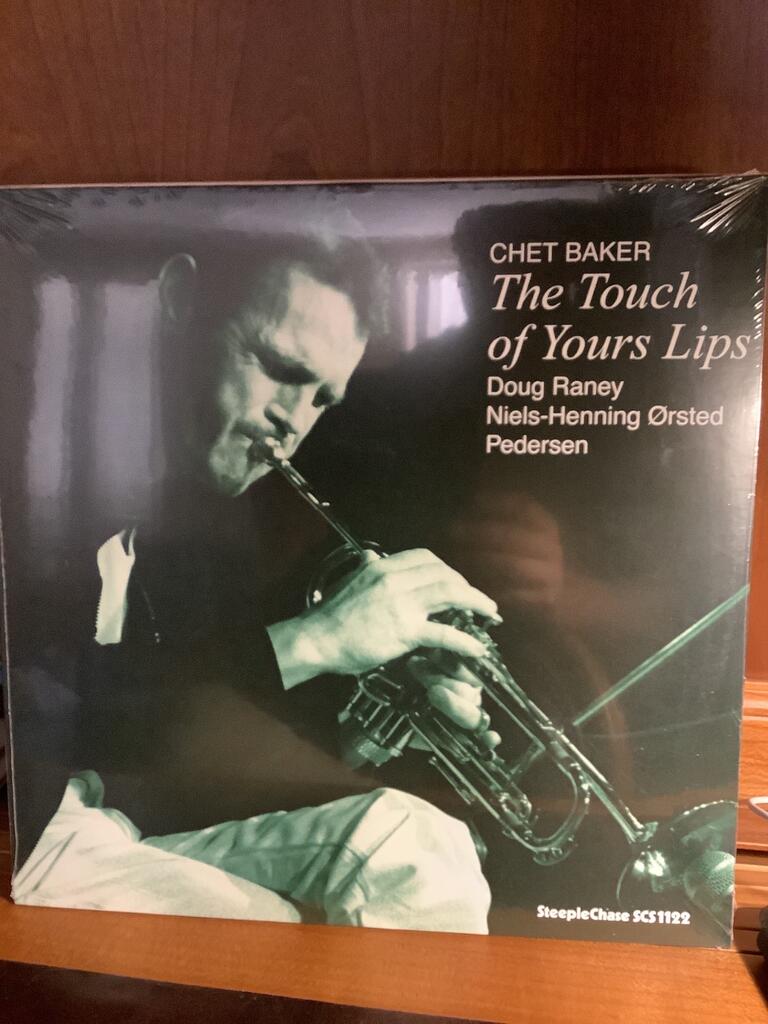 CHET BAKER
The Touch
of Yours Lips
Doug Raney
Niels-Henning Ørsted
Pedersen
SteepleChase SCS1122